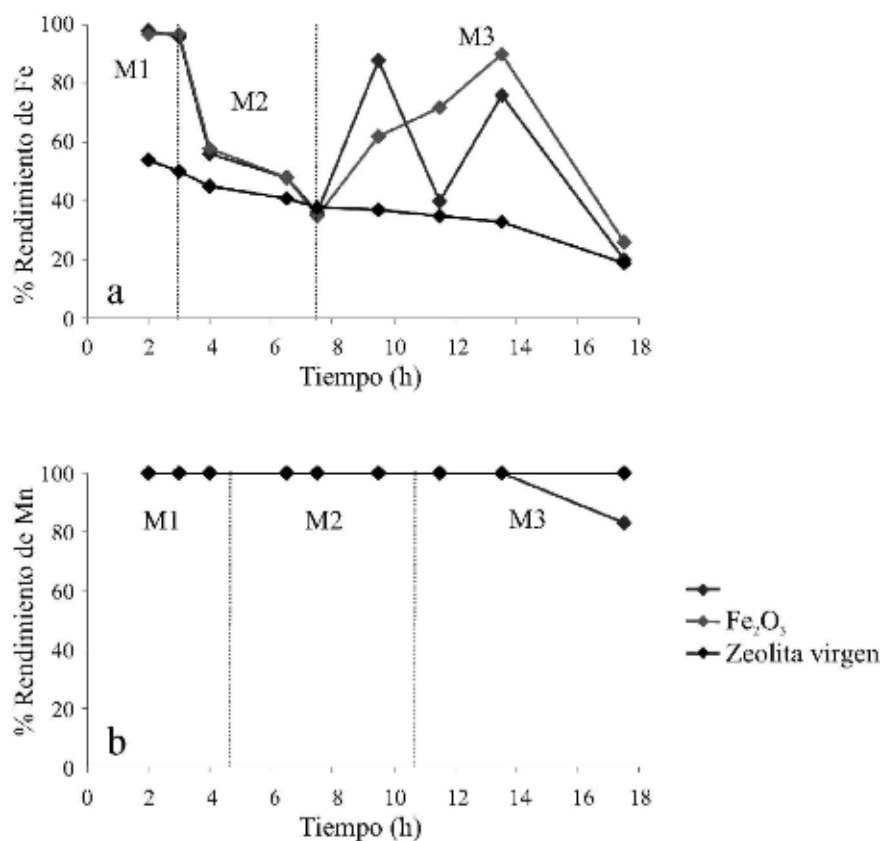 % Rendimiento de Fe
100
80
60
40
20
0
M1
M2
M3
a
0 2 4 6 8 10 12 14 16 18
Tiempo (h)
% Rendimiento de Mn
100
80
60
40
20
0
M1
M2
M3
b
0 2 4 6 8 10 12 14 16 18
Tiempo (h)
Fe₂O₃
Zeolita virgen